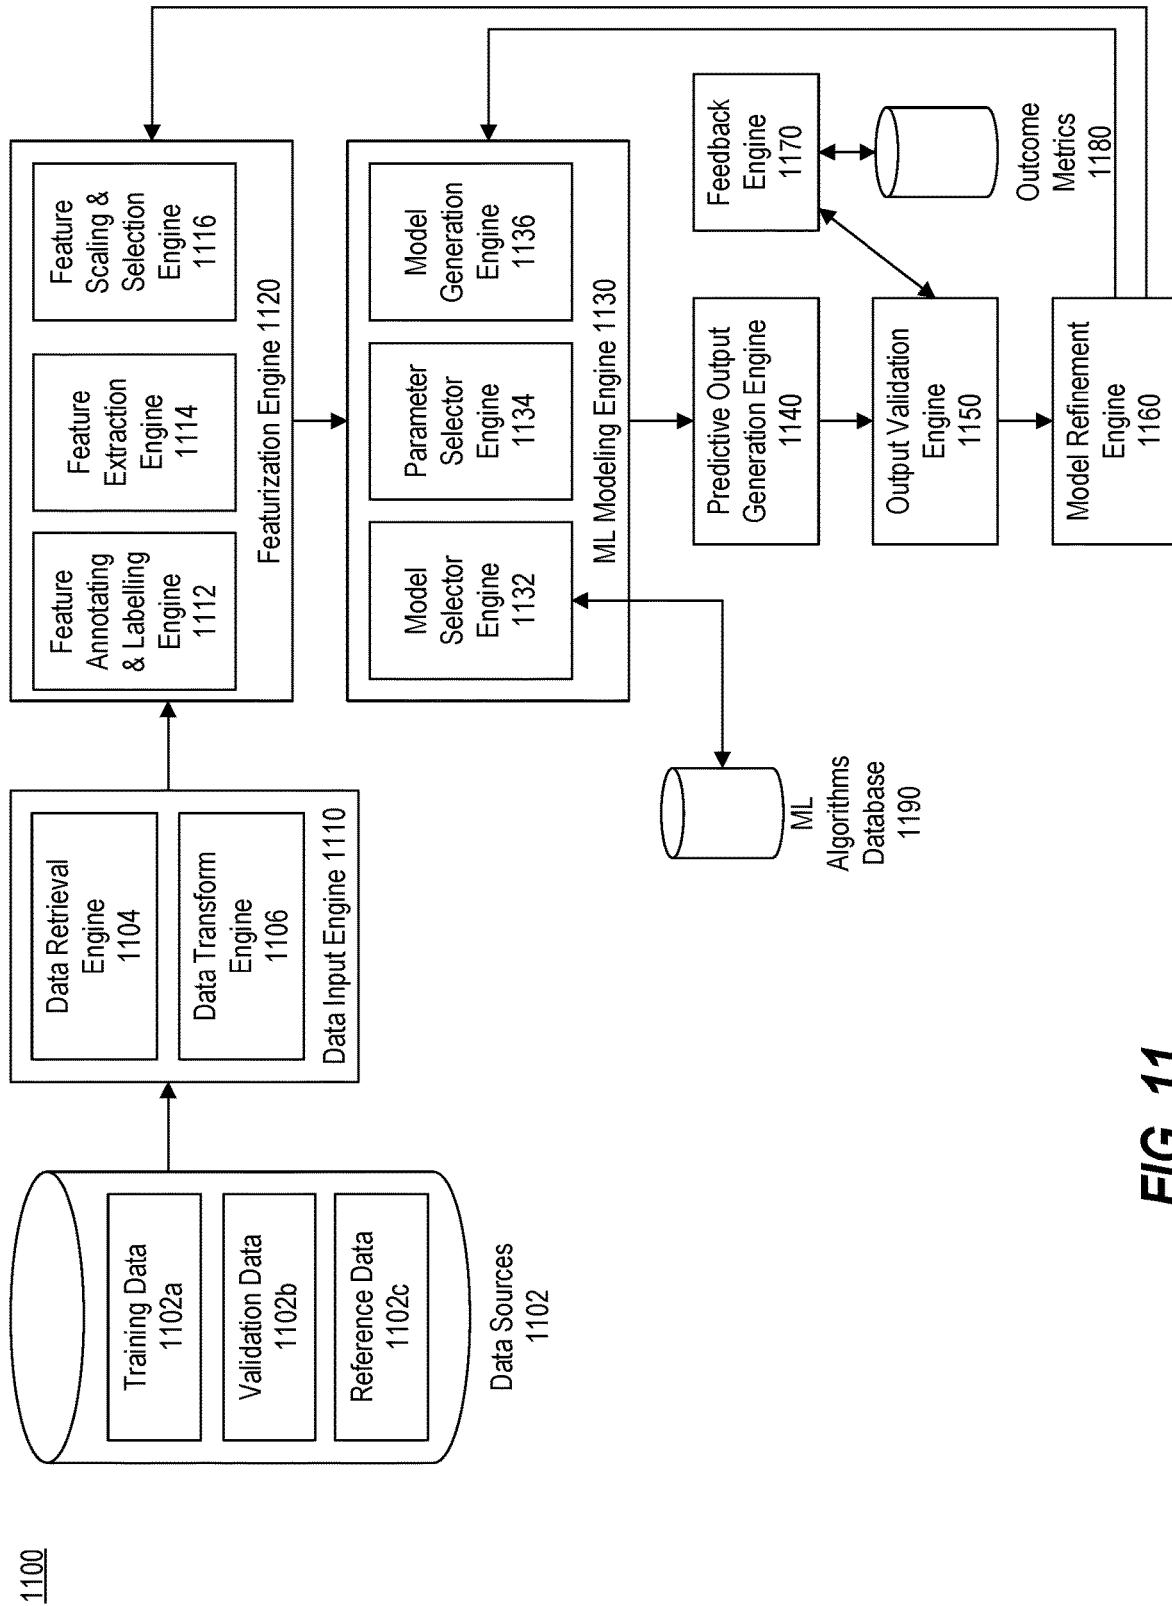 1100
Training Data
1102a
Validation Data
1102b
Reference Data
1102c
Data Sources
1102
Data Retrieval
Engine
1104
Data Transform
Engine
1106
Data Input Engine 1110
Feature
Annotating
& Labelling
Engine
1112
Feature
Extraction
Engine
1114
Feature
Scaling &
Selection
Engine
1116
Featurization Engine 1120
Model
Selector
Engine
1132
Parameter
Selector
Engine
1134
Model
Generation
Engine
1136
ML Modeling Engine 1130
ML
Algorithms
Database
1190
Predictive Output
Generation Engine
1140
Feedback
Engine
1170
Output Validation
Engine
1150
Outcome
Metrics
1180
Model Refinement
Engine
1160
FIG. 11